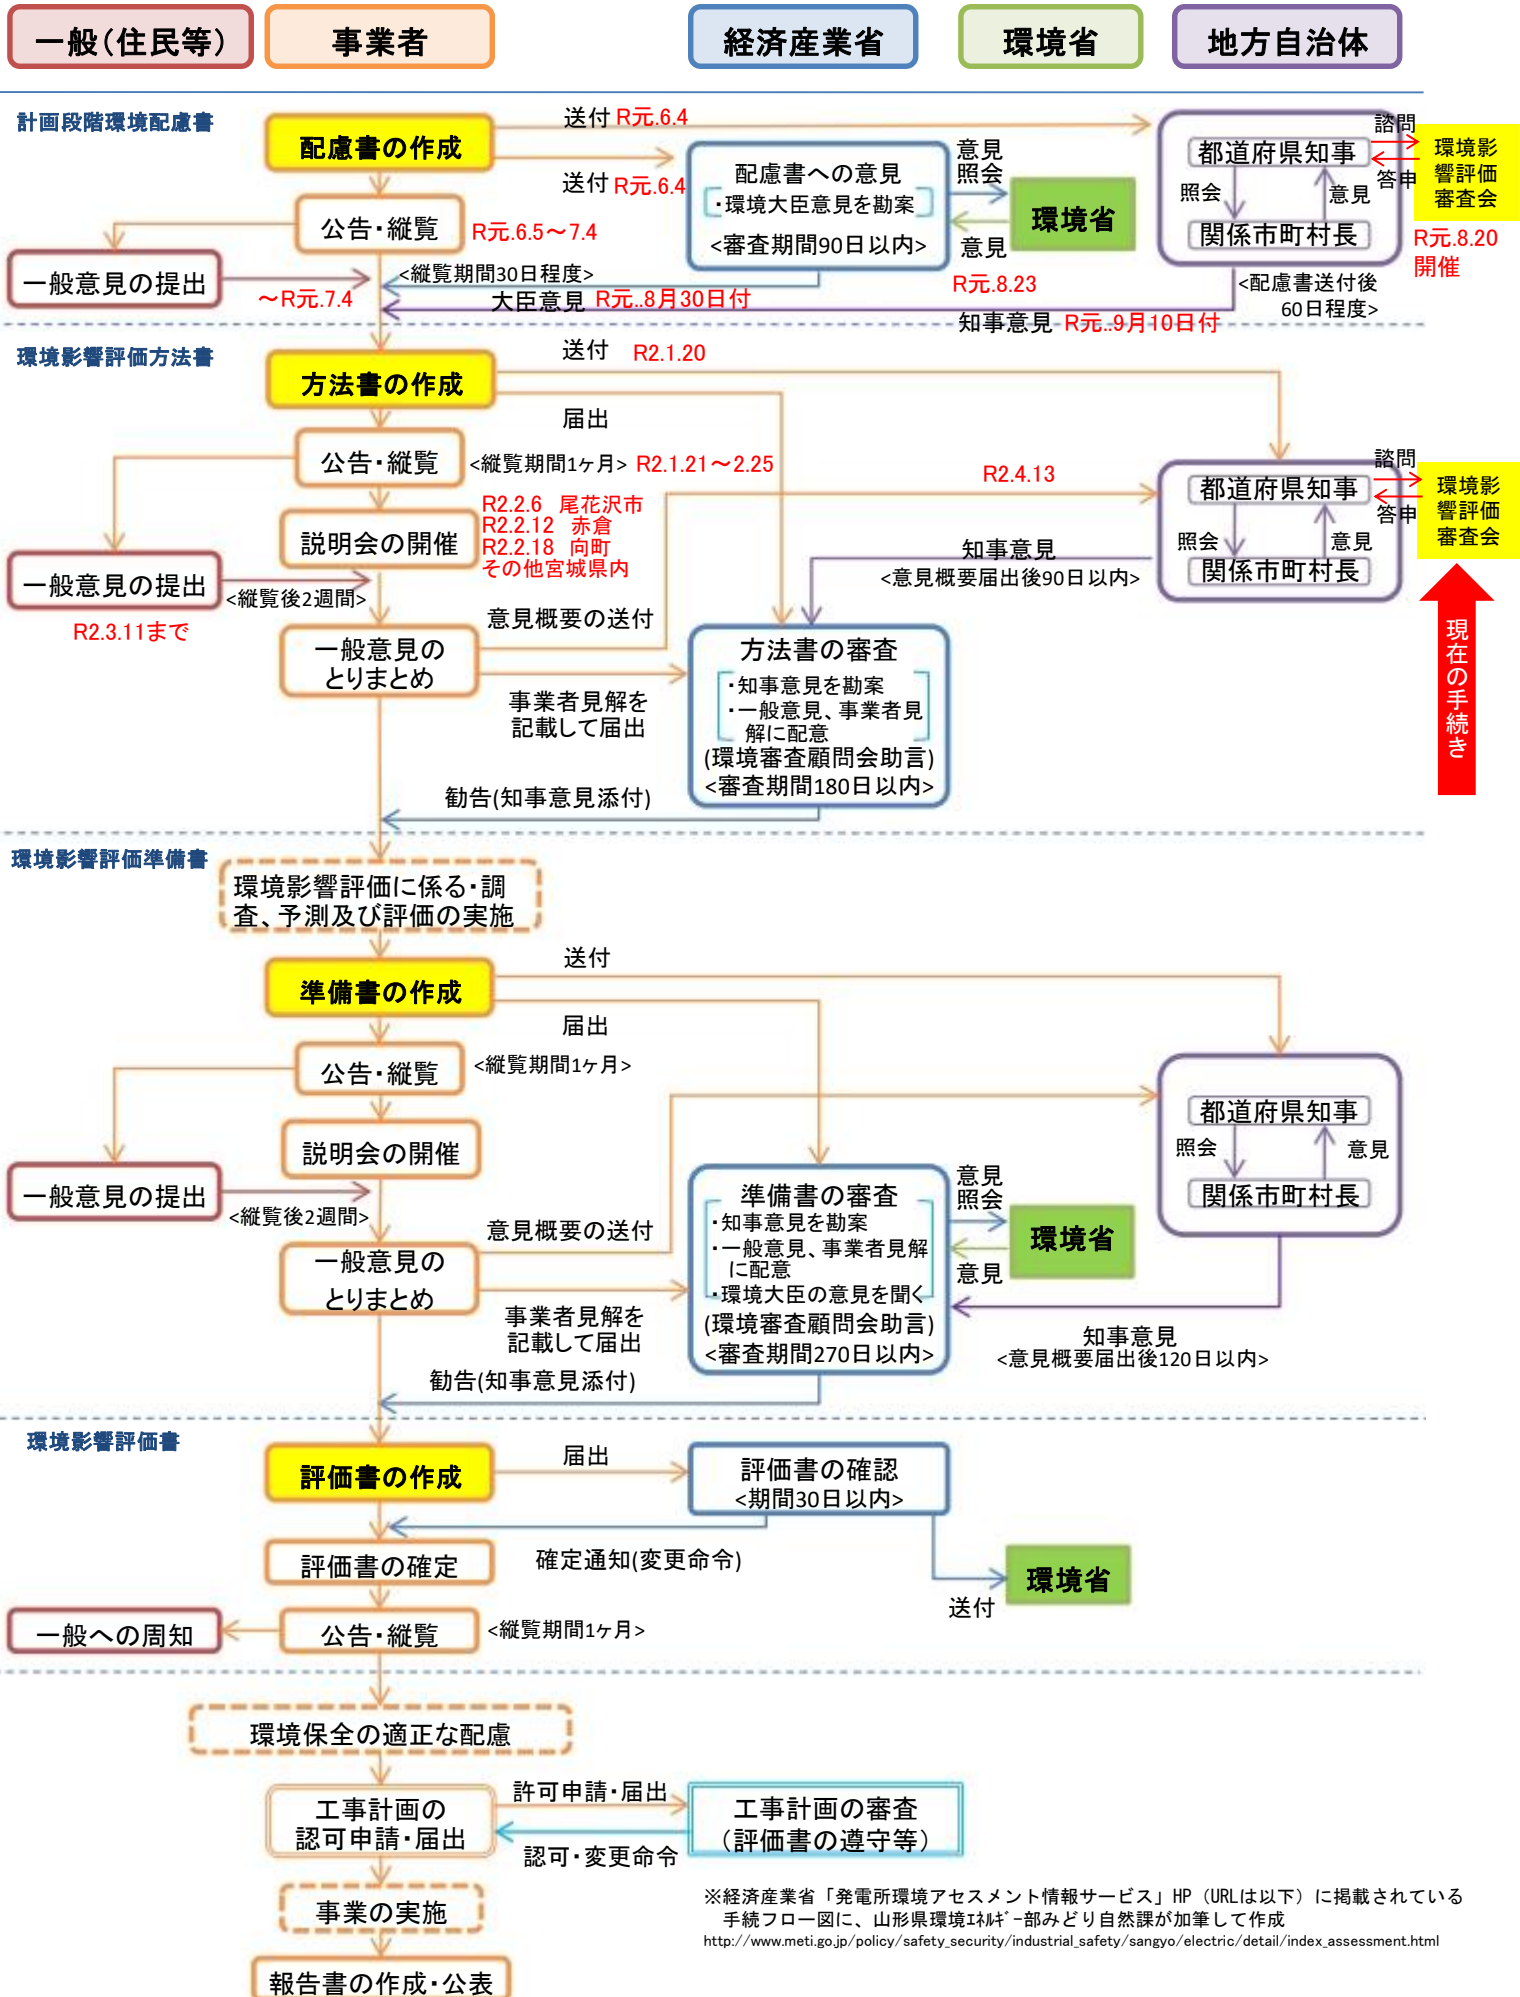 一般(住民等)
事業者
経済産業省
環境省
地方自治体
計画段階環境配慮書
配慮書の作成
送付 R元.6.4
送付 R元.6.4
公告・縦覧
R元.6.5～7.4
一般意見の提出
～R元.7.4
<縦覧期間30日程度>
配慮書への意見
・環境大臣意見を勘案
<審査期間90日以内>
意見
照会
環境省
意見
R元.8.23
都道府県知事
照会
意見
関係市町村長
諮問
答申
環境影
響評価
審査会
R元.8.20
開催
<配慮書送付後
60日程度>
大臣意見 R元..8月30日付
知事意見 R元..9月10日付
環境影響評価方法書
方法書の作成
送付 R2.1.20
届出
公告・縦覧
<縦覧期間1ヶ月> R2.1.21～2.25
説明会の開催
R2.2.6 尾花沢市
R2.2.12 赤倉
R2.2.18 向町
その他宮城県内
一般意見の提出
<縦覧後2週間>
R2.3.11まで
一般意見の
とりまとめ
意見概要の送付
R2.4.13
事業者見解を
記載して届出
都道府県知事
照会
意見
関係市町村長
諮問
答申
環境影
響評価
審査会
現在の手続き
知事意見
<意見概要届出後90日以内>
方法書の審査
・知事意見を勘案
・一般意見、事業者見
解に配意
(環境審査顧問会助言)
<審査期間180日以内>
勧告(知事意見添付)
環境影響評価準備書
環境影響評価に係る・調
査、予測及び評価の実施
準備書の作成
送付
届出
公告・縦覧
<縦覧期間1ヶ月>
説明会の開催
一般意見の提出
<縦覧後2週間>
一般意見の
とりまとめ
意見概要の送付
事業者見解を
記載して届出
準備書の審査
・知事意見を勘案
・一般意見、事業者見解
に配意
・環境大臣の意見を聞く
(環境審査顧問会助言)
<審査期間270日以内>
意見
照会
環境省
意見
都道府県知事
照会
意見
関係市町村長
知事意見
<意見概要届出後120日以内>
勧告(知事意見添付)
環境影響評価書
評価書の作成
届出
評価書の確認
<期間30日以内>
確定通知(変更命令)
評価書の確定
環境省
送付
一般への周知
公告・縦覧
<縦覧期間1ヶ月>
環境保全の適正な配慮
工事計画の
認可申請・届出
許可申請・届出
認可・変更命令
工事計画の審査
（評価書の遵守等）
事業の実施
報告書の作成・公表
※経済産業省「発電所環境アセスメント情報サービス」HP（URLは以下）に掲載されている
手続フロー図に、山形県環境ｴﾈﾙｷﾞｰ部みどり自然課が加筆して作成
http://www.meti.go.jp/policy/safety_security/industrial_safety/sangyo/electric/detail/index_assessment.html